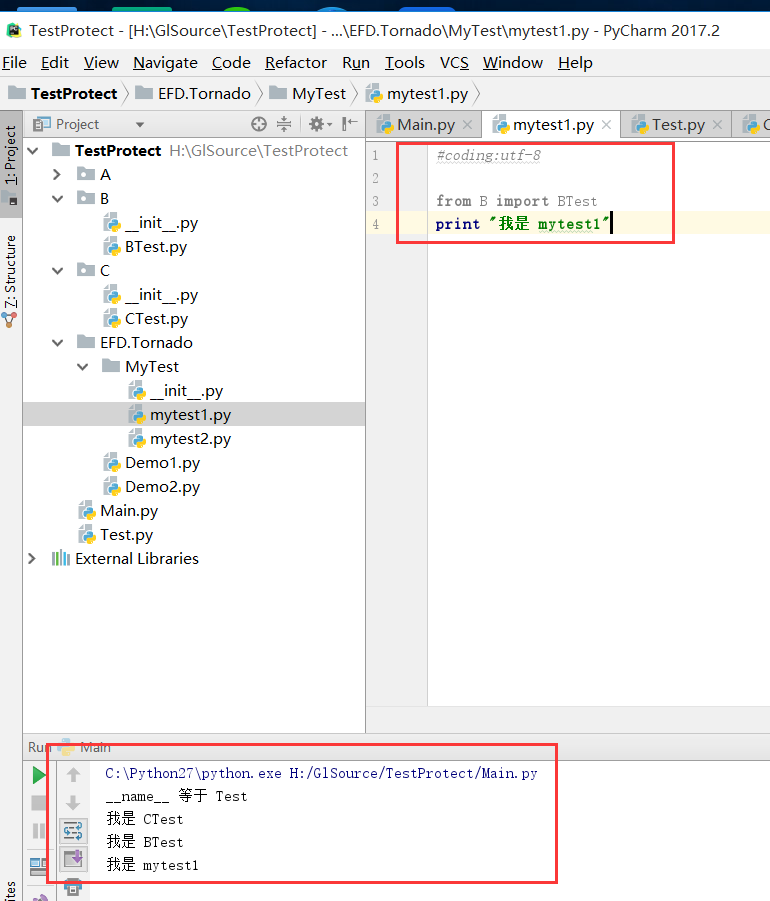 TestProtect - [H:\GlSource\TestProtect] - ...\EFD.Tornado\MyTest\mytest1.py - PyCharm 2017.2
File Edit View Navigate Code Refactor Run Tools VCS Window Help
TestProtect EFD.Tornado MyTest mytest1.py
Project
Main.py mytest1.py Test.py
1: Project
7: Structure
TestProtect H:\GlSource\TestProtect
A
B
__init__.py
BTest.py
C
__init__.py
CTest.py
EFD.Tornado
MyTest
__init__.py
mytest1.py
mytest2.py
Demo1.py
Demo2.py
Main.py
Test.py
External Libraries
1 #coding:utf-8
2
3 from B import BTest
4 print "我是 mytest1"
Run Main
C:\Python27\python.exe H:/GlSource/TestProtect/Main.py
__name__ 等于 Test
我是 CTest
我是 BTest
我是 mytest1